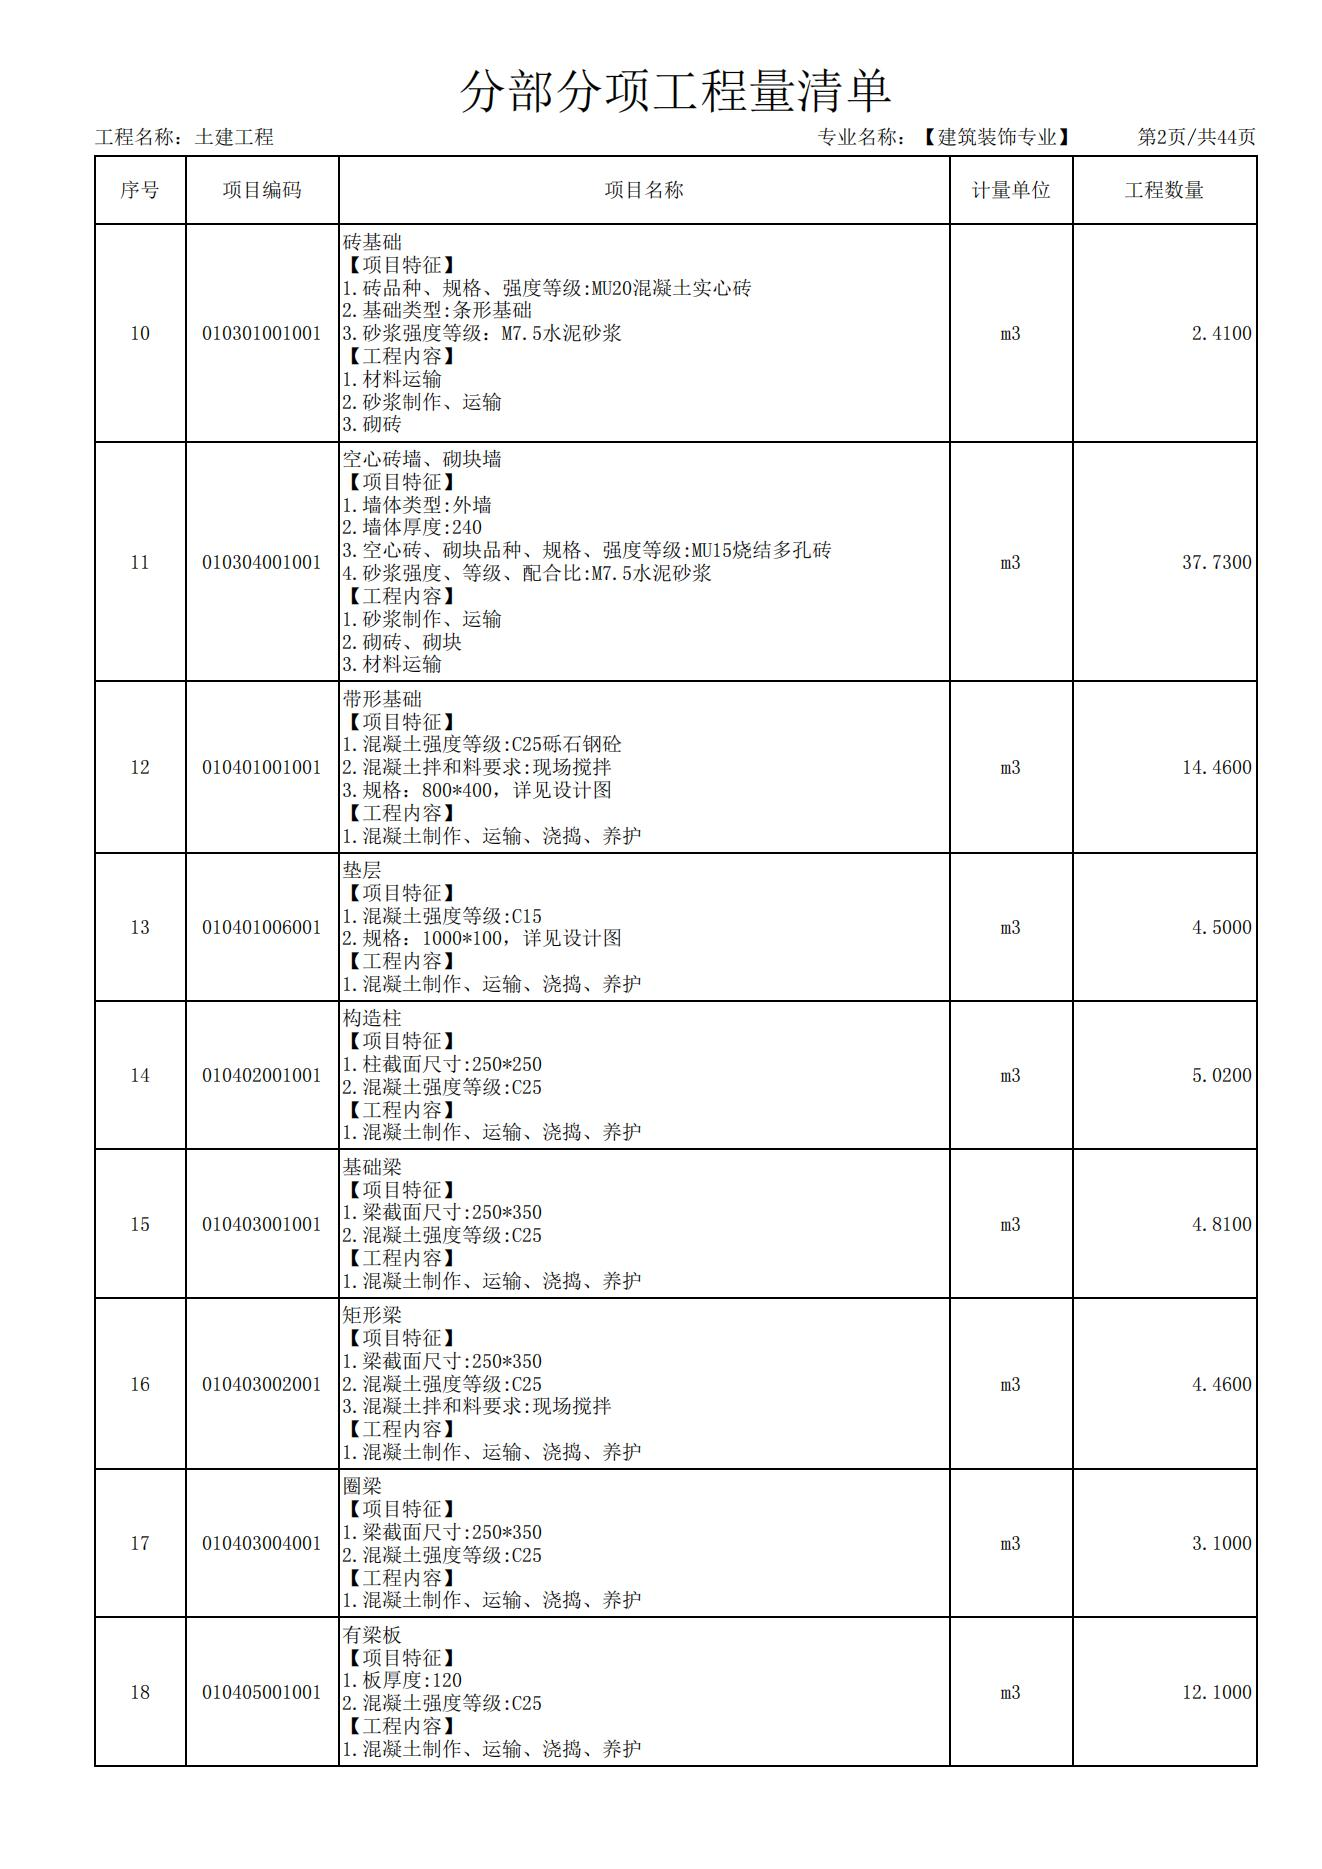 分部分项工程量清单
工程名称：土建工程 专业名称：【建筑装饰专业】 第2页/共44页
序号 项目编码 项目名称 计量单位 工程数量
10 010301001001 m3 2.4100
砖基础
【项目特征】
1.砖品种、规格、强度等级:MU20混凝土实心砖
2.基础类型:条形基础
3.砂浆强度等级：M7.5水泥砂浆
【工程内容】
1.材料运输
2.砂浆制作、运输
3.砌砖
11 010304001001 m3 37.7300
空心砖墙、砌块墙
【项目特征】
1.墙体类型:外墙
2.墙体厚度:240
3.空心砖、砌块品种、规格、强度等级:MU15烧结多孔砖
4.砂浆强度、等级、配合比:M7.5水泥砂浆
【工程内容】
1.砂浆制作、运输
2.砌砖、砌块
3.材料运输
12 010401001001 m3 14.4600
带形基础
【项目特征】
1.混凝土强度等级:C25砾石钢砼
2.混凝土拌和料要求:现场搅拌
3.规格：800*400，详见设计图
【工程内容】
1.混凝土制作、运输、浇捣、养护
13 010401006001 m3 4.5000
垫层
【项目特征】
1.混凝土强度等级:C15
2.规格：1000*100，详见设计图
【工程内容】
1.混凝土制作、运输、浇捣、养护
14 010402001001 m3 5.0200
构造柱
【项目特征】
1.柱截面尺寸:250*250
2.混凝土强度等级:C25
【工程内容】
1.混凝土制作、运输、浇捣、养护
15 010403001001 m3 4.8100
基础梁
【项目特征】
1.梁截面尺寸:250*350
2.混凝土强度等级:C25
【工程内容】
1.混凝土制作、运输、浇捣、养护
16 010403002001 m3 4.4600
矩形梁
【项目特征】
1.梁截面尺寸:250*350
2.混凝土强度等级:C25
3.混凝土拌和料要求:现场搅拌
【工程内容】
1.混凝土制作、运输、浇捣、养护
17 010403004001 m3 3.1000
圈梁
【项目特征】
1.梁截面尺寸:250*350
2.混凝土强度等级:C25
【工程内容】
1.混凝土制作、运输、浇捣、养护
18 010405001001 m3 12.1000
有梁板
【项目特征】
1.板厚度:120
2.混凝土强度等级:C25
【工程内容】
1.混凝土制作、运输、浇捣、养护